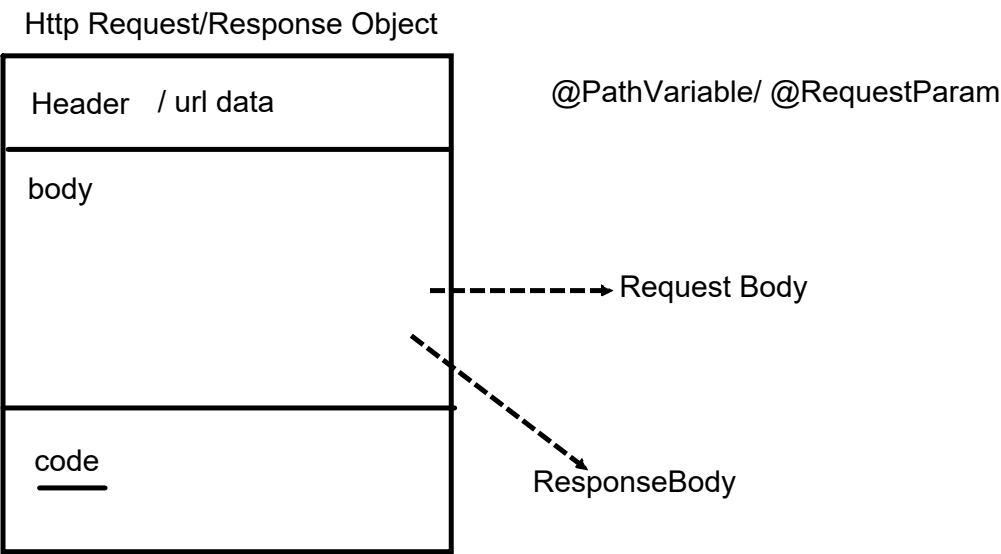 Http Request/Response Object
Header / url data
@PathVariable/ @RequestParam
body
Request Body
code
ResponseBody